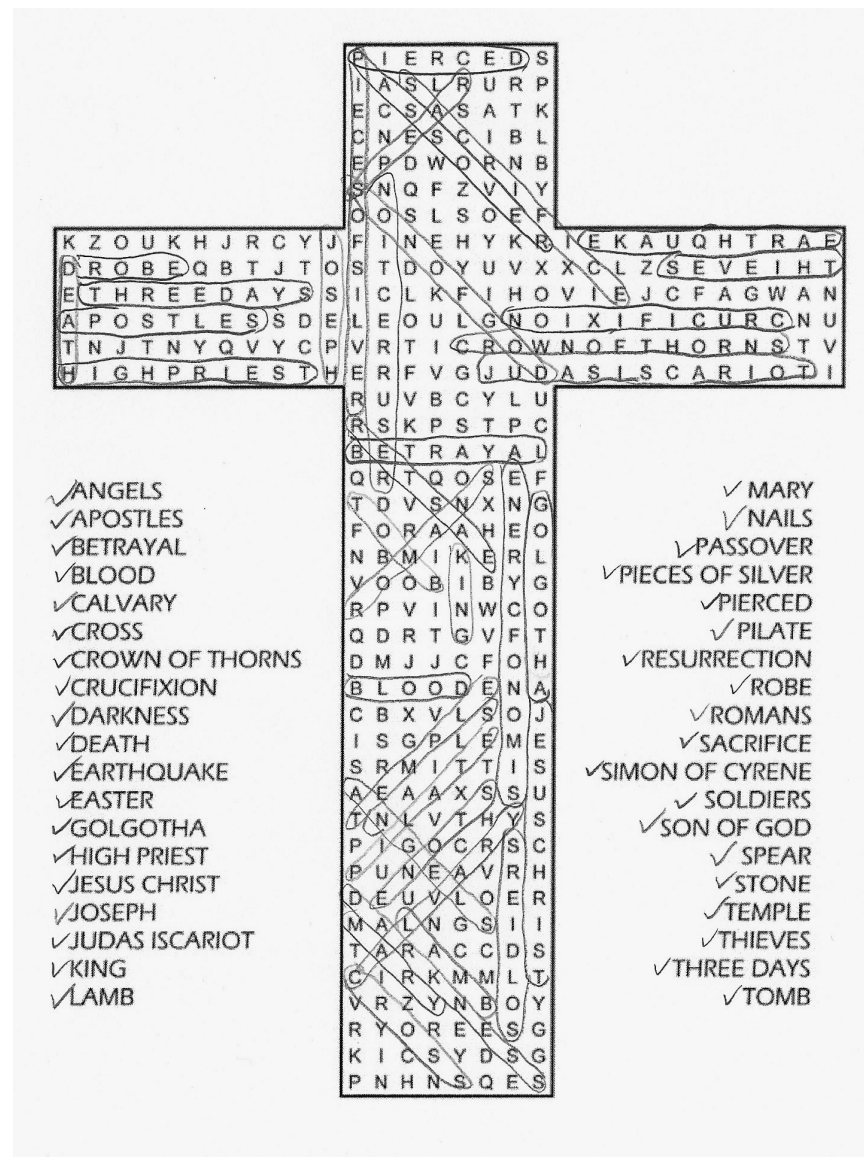 P I E R C E D S
I A S L R U R P
E C S A S A T K
C N E S C I B L
E P D W O R N B
S N Q F Z V I Y
O O S L S O E F
K Z O U K H J R C Y J F I N E H Y K R I E K A U Q H T R A E
D R O B E Q B T J T O S T D O Y U V X X C L Z S E V E I H T
E T H R E E D A Y S S I C L K F I H O V I E J C F A G W A N
A P O S T L E S S D E L E O U L G N O I X I F I C U R C N U
T N J T N Y Q V Y C P V R T I C R O W N O F T H O R N S T V
H I G H P R I E S T H E R F V G J U D A S I S C A R I O T I
R U V B C Y L U
R S K P S T P C
B E T R A Y A L
Q R T Q O S E F
T D V S N X N G
F O R A A H E O
N B M I K E R L
V O O B I B Y G
R P V I N W C O
Q D R T G V F T
D M J J C F O H
B L O O D E N A
C B X V L S O J
I S G P L E M E
S R M I T T I S
A E A A X S S U
T N L V T H Y S
P I G O C R S C
P U N E A V R H
D E U V L O E R
M A L N G S I I
T A R A C C D S
C I R K M M L T
V R Z Y N B O Y
R Y O R E E S G
K I C S Y D S G
P N H N S Q E S
ANGELS
APOSTLES
BETRAYAL
BLOOD
CALVARY
CROSS
CROWN OF THORNS
CRUCIFIXION
DARKNESS
DEATH
EARTHQUAKE
EASTER
GOLGOTHA
HIGH PRIEST
JESUS CHRIST
JOSEPH
JUDAS ISCARIOT
KING
LAMB
MARY
NAILS
PASSOVER
PIECES OF SILVER
PIERCED
PILATE
RESURRECTION
ROBE
ROMANS
SACRIFICE
SIMON OF CYRENE
SOLDIERS
SON OF GOD
SPEAR
STONE
TEMPLE
THIEVES
THREE DAYS
TOMB